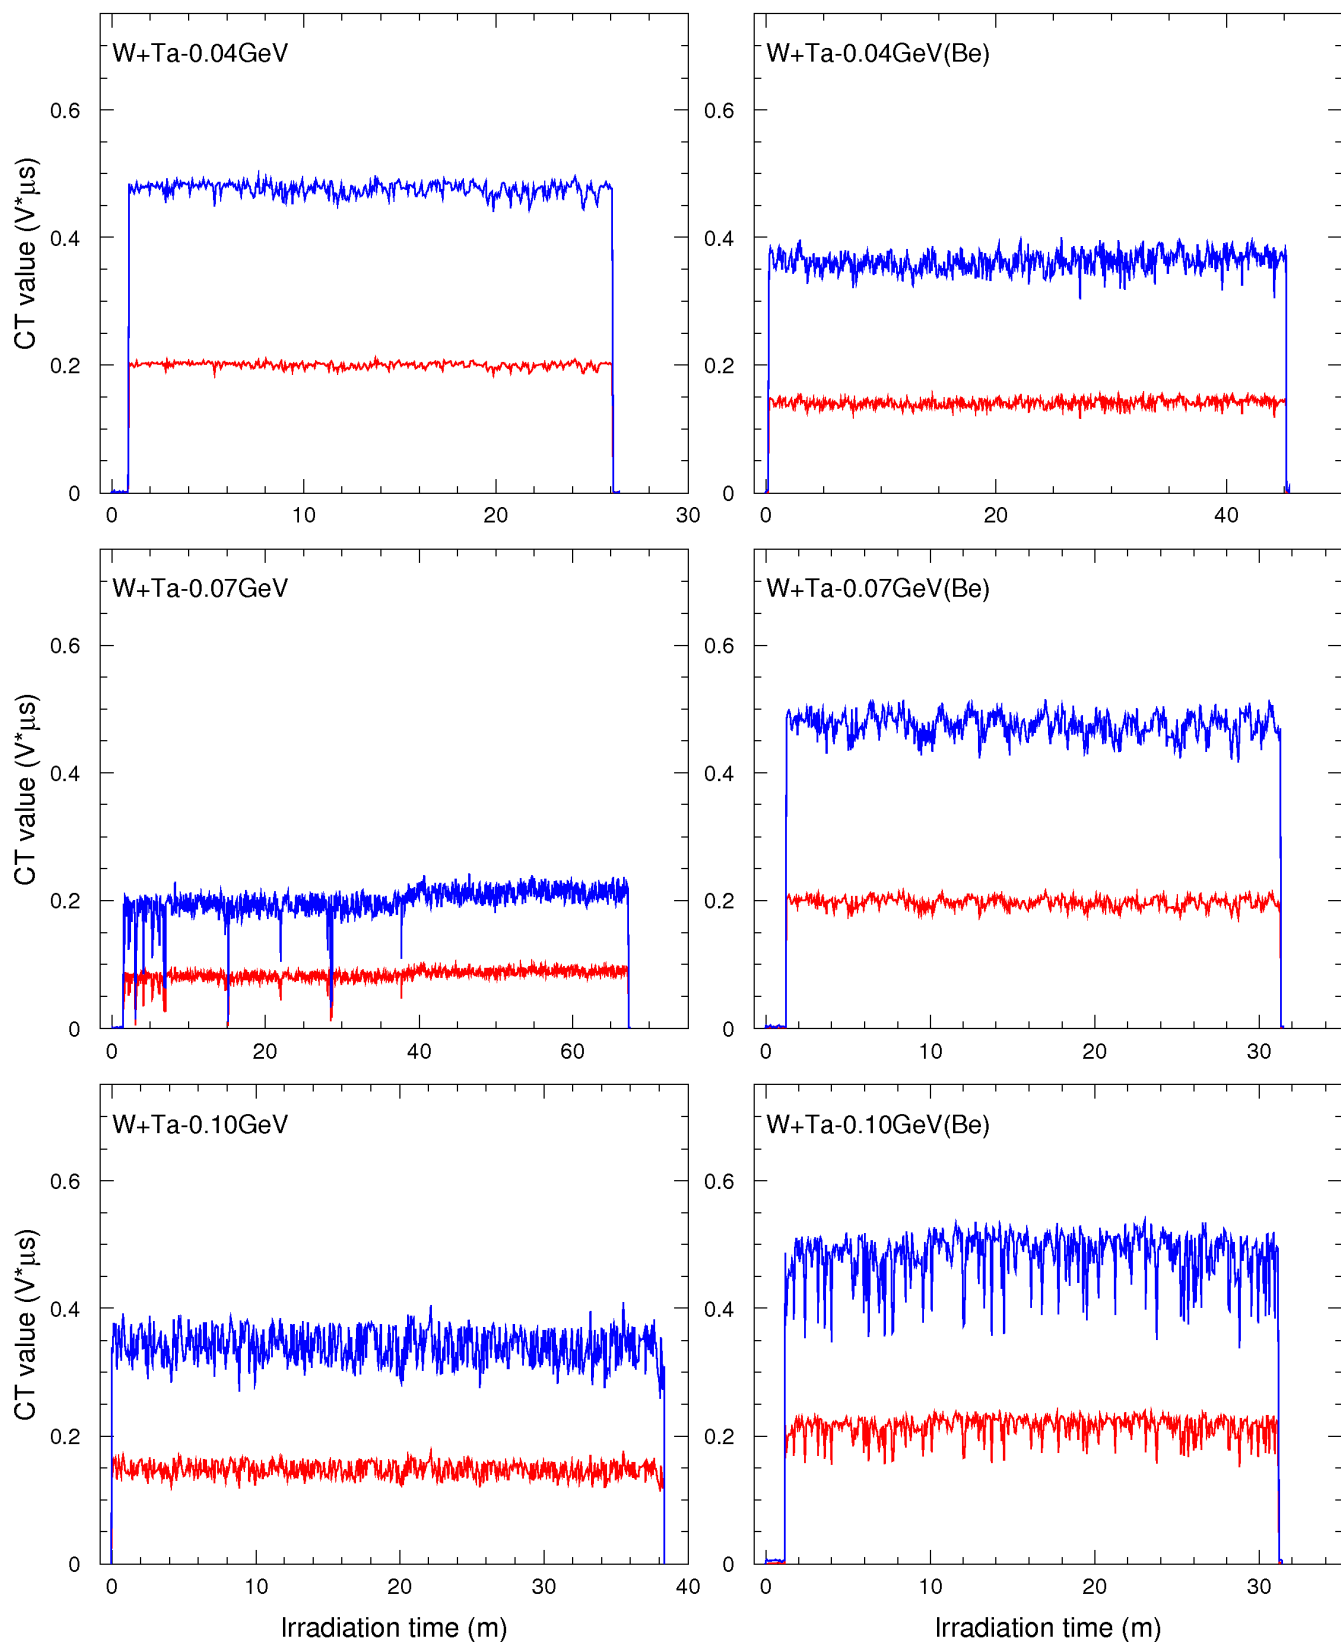 W+Ta-0.04GeV
CT value (V*μs)
0.6
0.4
0.2
0
0 10 20 30
W+Ta-0.04GeV(Be)
0.6
0.4
0.2
0
0 20 40
W+Ta-0.07GeV
CT value (V*μs)
0.6
0.4
0.2
0
0 20 40 60
W+Ta-0.07GeV(Be)
0.6
0.4
0.2
0
0 10 20 30
W+Ta-0.10GeV
CT value (V*μs)
0.6
0.4
0.2
0
0 10 20 30 40
Irradiation time (m)
W+Ta-0.10GeV(Be)
0.6
0.4
0.2
0
0 10 20 30
Irradiation time (m)